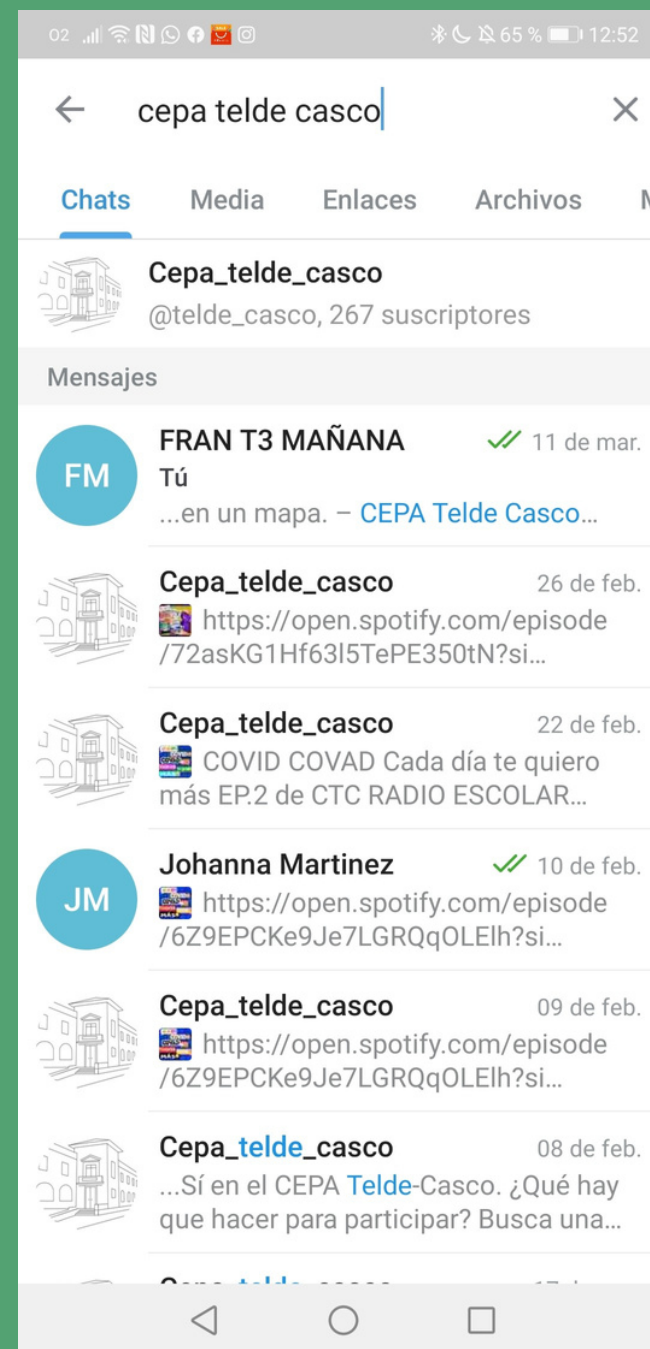 O2 65 % 12:52
cepa telde casco
Chats Media Enlaces Archivos
Cepa_telde_casco
@telde_casco, 267 suscriptores
Mensajes
FM
FRAN T3 MAÑANA 11 de mar.
Tú
...en un mapa. – CEPA Telde Casco...
Cepa_telde_casco 26 de feb.
https://open.spotify.com/episode
/72asKG1Hf63l5TePE350tN?si...
Cepa_telde_casco 22 de feb.
COVID COVAD Cada día te quiero
más EP.2 de CTC RADIO ESCOLAR...
JM
Johanna Martinez 10 de feb.
https://open.spotify.com/episode
/6Z9EPCKe9Je7LGRQqOLElh?si...
Cepa_telde_casco 09 de feb.
https://open.spotify.com/episode
/6Z9EPCKe9Je7LGRQqOLElh?si...
Cepa_telde_casco 08 de feb.
...Sí en el CEPA Telde-Casco. ¿Qué hay
que hacer para participar? Busca una...